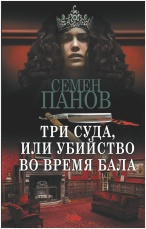 СЕМЕН
ПАНОВ
ТРИ СУДА,
ИЛИ УБИЙСТВО
ВО ВРЕМЯ БАЛА